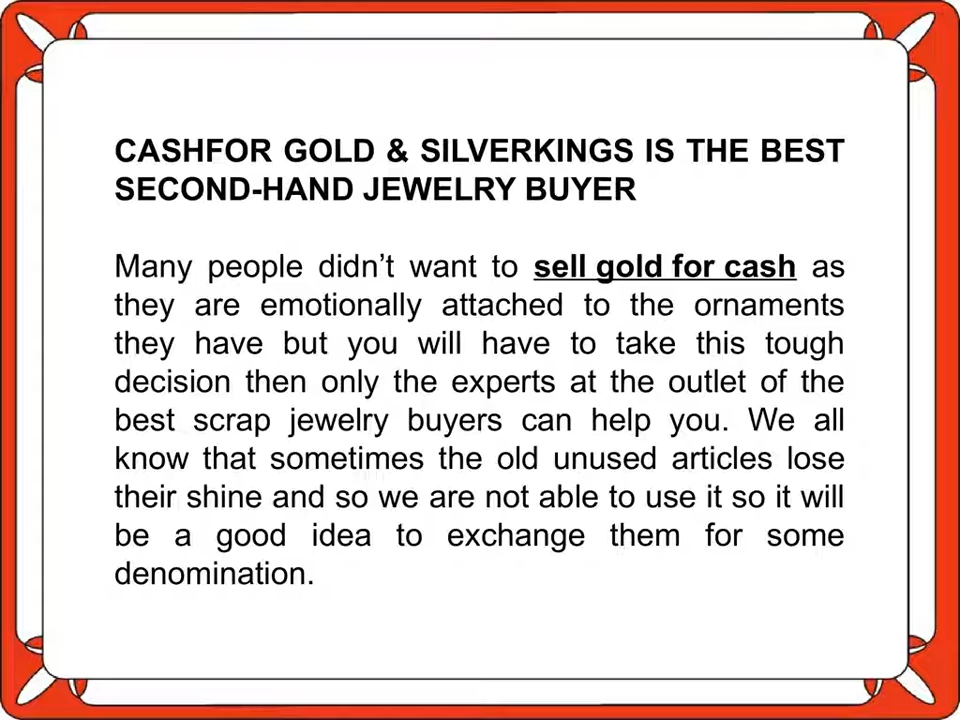 CASHFOR GOLD & SILVERKINGS IS THE BEST
SECOND-HAND JEWELRY BUYER
Many people didn’t want to sell gold for cash as
they are emotionally attached to the ornaments
they have but you will have to take this tough
decision then only the experts at the outlet of the
best scrap jewelry buyers can help you. We all
know that sometimes the old unused articles lose
their shine and so we are not able to use it so it will
be a good idea to exchange them for some
denomination.